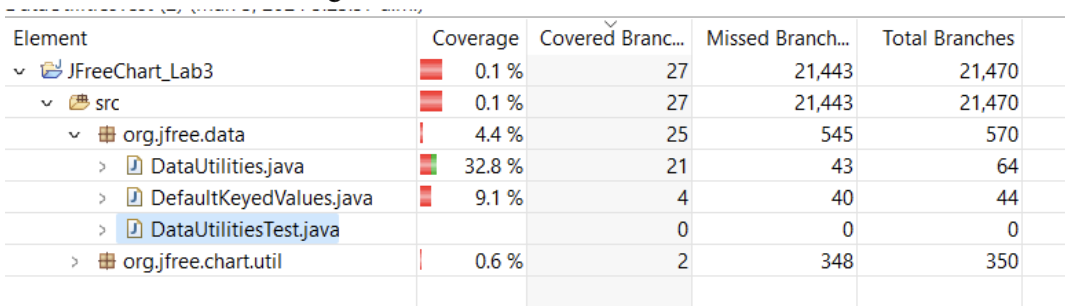 Element Coverage Covered Branc... Missed Branch... Total Branches
JFreeChart_Lab3 0.1 % 27 21,443 21,470
src 0.1 % 27 21,443 21,470
org.jfree.data 4.4 % 25 545 570
DataUtilities.java 32.8 % 21 43 64
DefaultKeyedValues.java 9.1 % 4 40 44
DataUtilitiesTest.java 0 0 0
org.jfree.chart.util 0.6 % 2 348 350